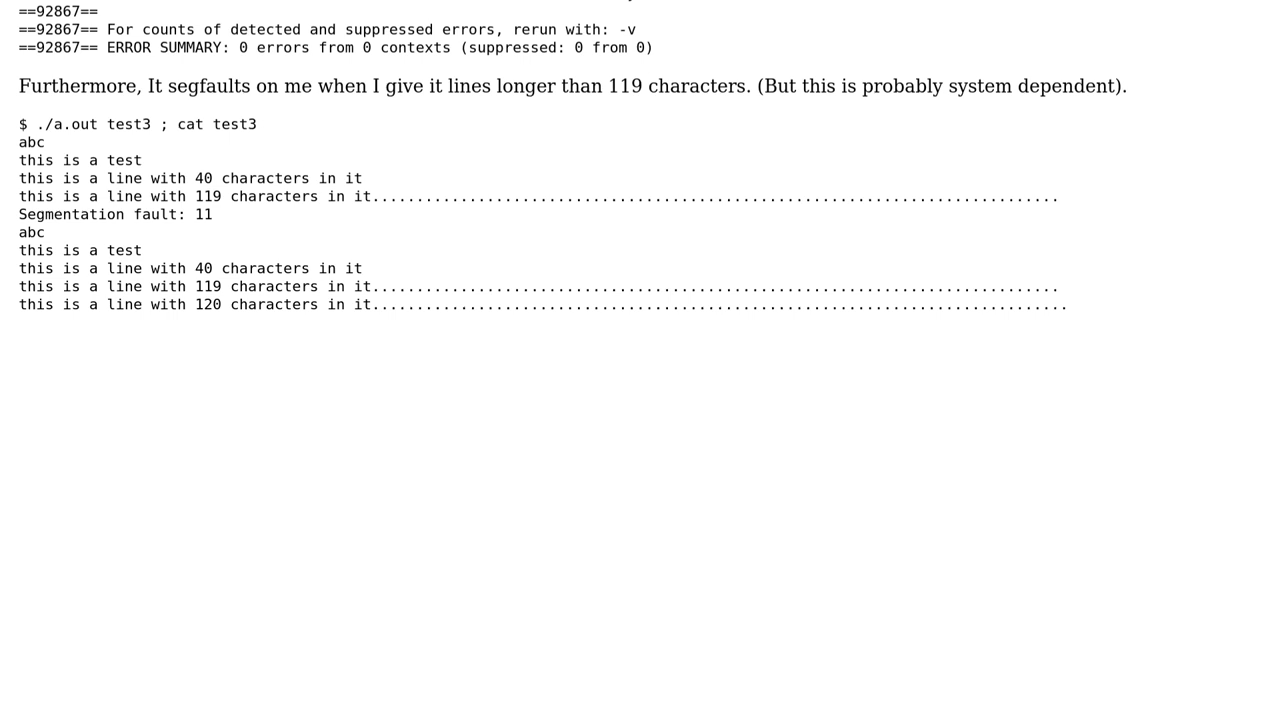 ==92867==
==92867== For counts of detected and suppressed errors, rerun with: -v
==92867== ERROR SUMMARY: 0 errors from 0 contexts (suppressed: 0 from 0)
Furthermore, It segfaults on me when I give it lines longer than 119 characters. (But this is probably system dependent).
$ ./a.out test3 ; cat test3
abc
this is a test
this is a line with 40 characters in it
this is a line with 119 characters in it..............................................................................
Segmentation fault: 11
abc
this is a test
this is a line with 40 characters in it
this is a line with 119 characters in it..............................................................................
this is a line with 120 characters in it...............................................................................